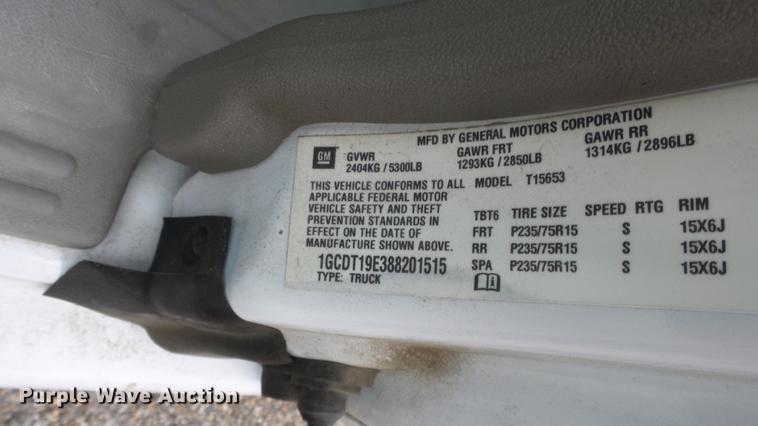 MFD BY GENERAL MOTORS CORPORATION
GM GVWR GAWR FRT GAWR RR
2404KG / 5300LB 1293KG / 2850LB 1314KG / 2896LB
THIS VEHICLE CONFORMS TO ALL MODEL T15653
APPLICABLE FEDERAL MOTOR
VEHICLE SAFETY AND THEFT TBT6 TIRE SIZE SPEED RTG RIM
PREVENTION STANDARDS IN FRT P235/75R15 S 15X6J
EFFECT ON THE DATE OF RR P235/75R15 S 15X6J
MANUFACTURE SHOWN ABOVE. SPA P235/75R15 S 15X6J
1GCDT19E388201515
TYPE: TRUCK
Purple Wave Auction
www.purplewave.com